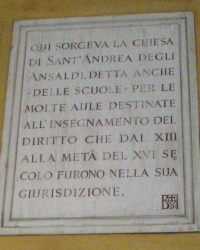 QUI SORGEVA LA CHIESA
DI SANT'ANDREA DEGLI
ANSALDI, DETTA ANCHE
«DELLE SCUOLE» PER LE
MOLTE AULE DESTINATE
ALL'INSEGNAMENTO DEL
DIRITTO CHE DAL XIII
ALLA METÀ DEL XVI SE
COLO FURONO NELLA SUA
GIURISDIZIONE.